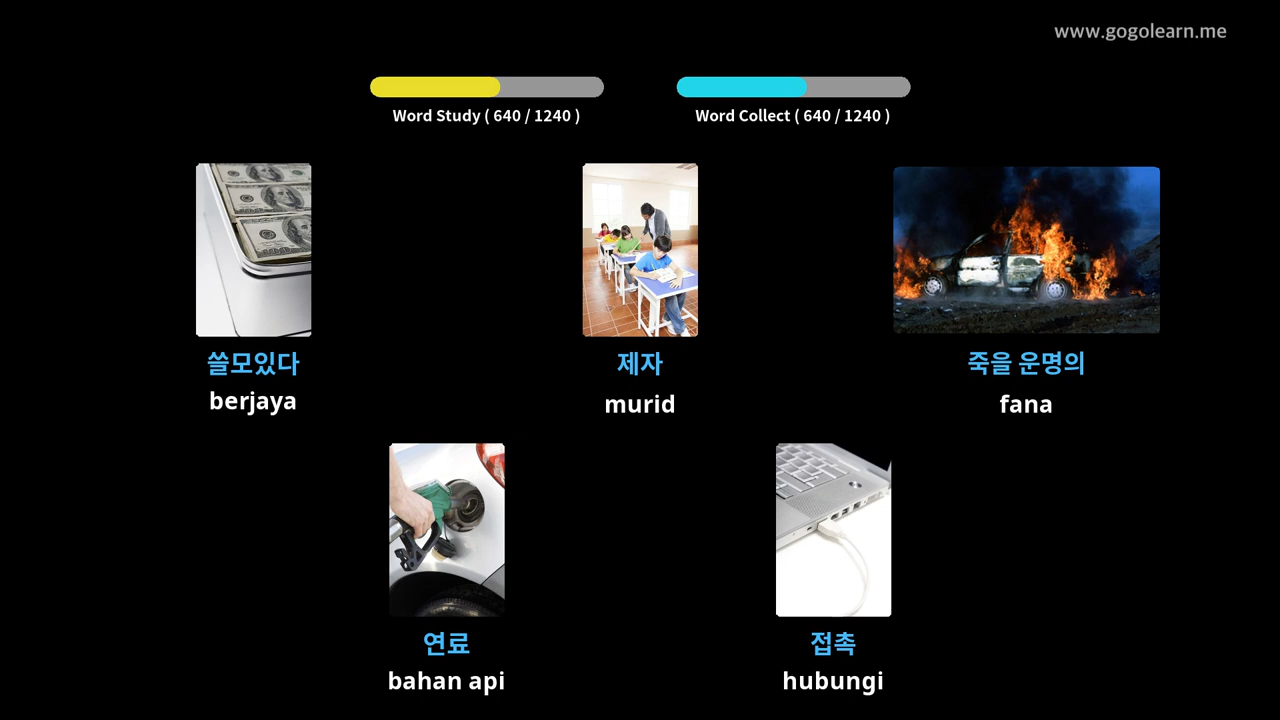 www.gogolearn.me
Word Study ( 640 / 1240 )
Word Collect ( 640 / 1240 )
쓸모있다
berjaya
제자
murid
죽을 운명의
fana
연료
bahan api
접촉
hubungi